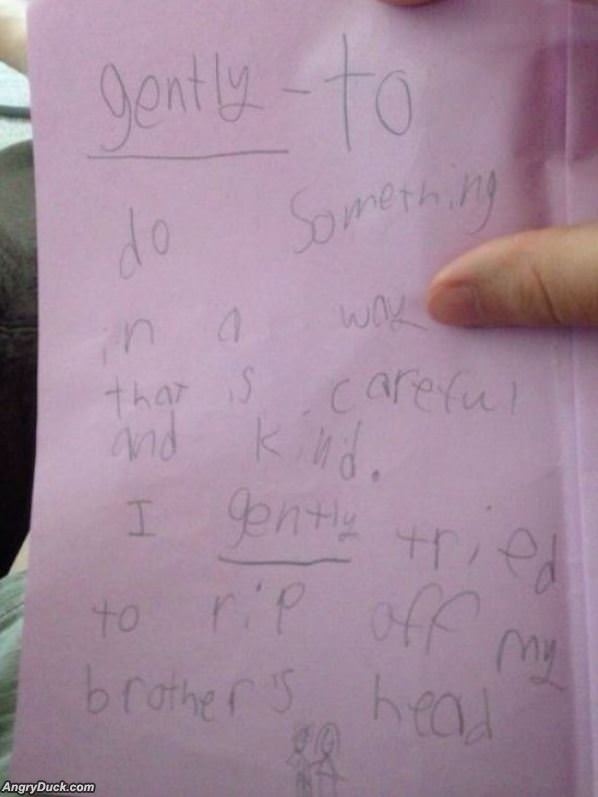 gently - to
do something
in a way
that is careful
and kind.
I gently tried
to rip off my
brother's head
AngryDuck.com